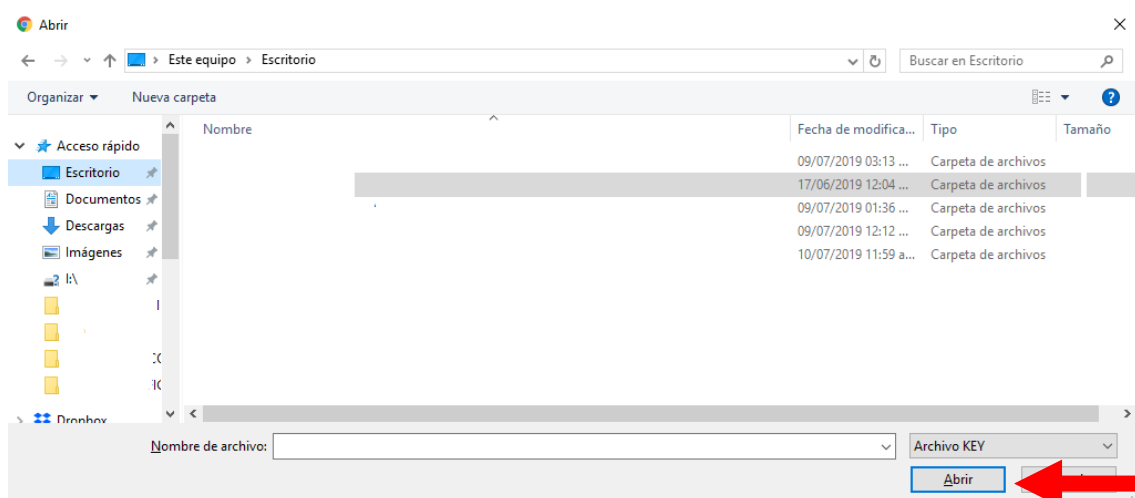 Abrir
Este equipo > Escritorio
Buscar en Escritorio
Organizar
Nueva carpeta
Nombre
Fecha de modifica...
Tipo
Tamaño
Acceso rápido
Escritorio
Documentos
Descargas
Imágenes
I:\
Dropbox
09/07/2019 03:13 ... Carpeta de archivos
17/06/2019 12:04 ... Carpeta de archivos
09/07/2019 01:36 ... Carpeta de archivos
09/07/2019 12:12 ... Carpeta de archivos
10/07/2019 11:59 a... Carpeta de archivos
Nombre de archivo:
Archivo KEY
Abrir